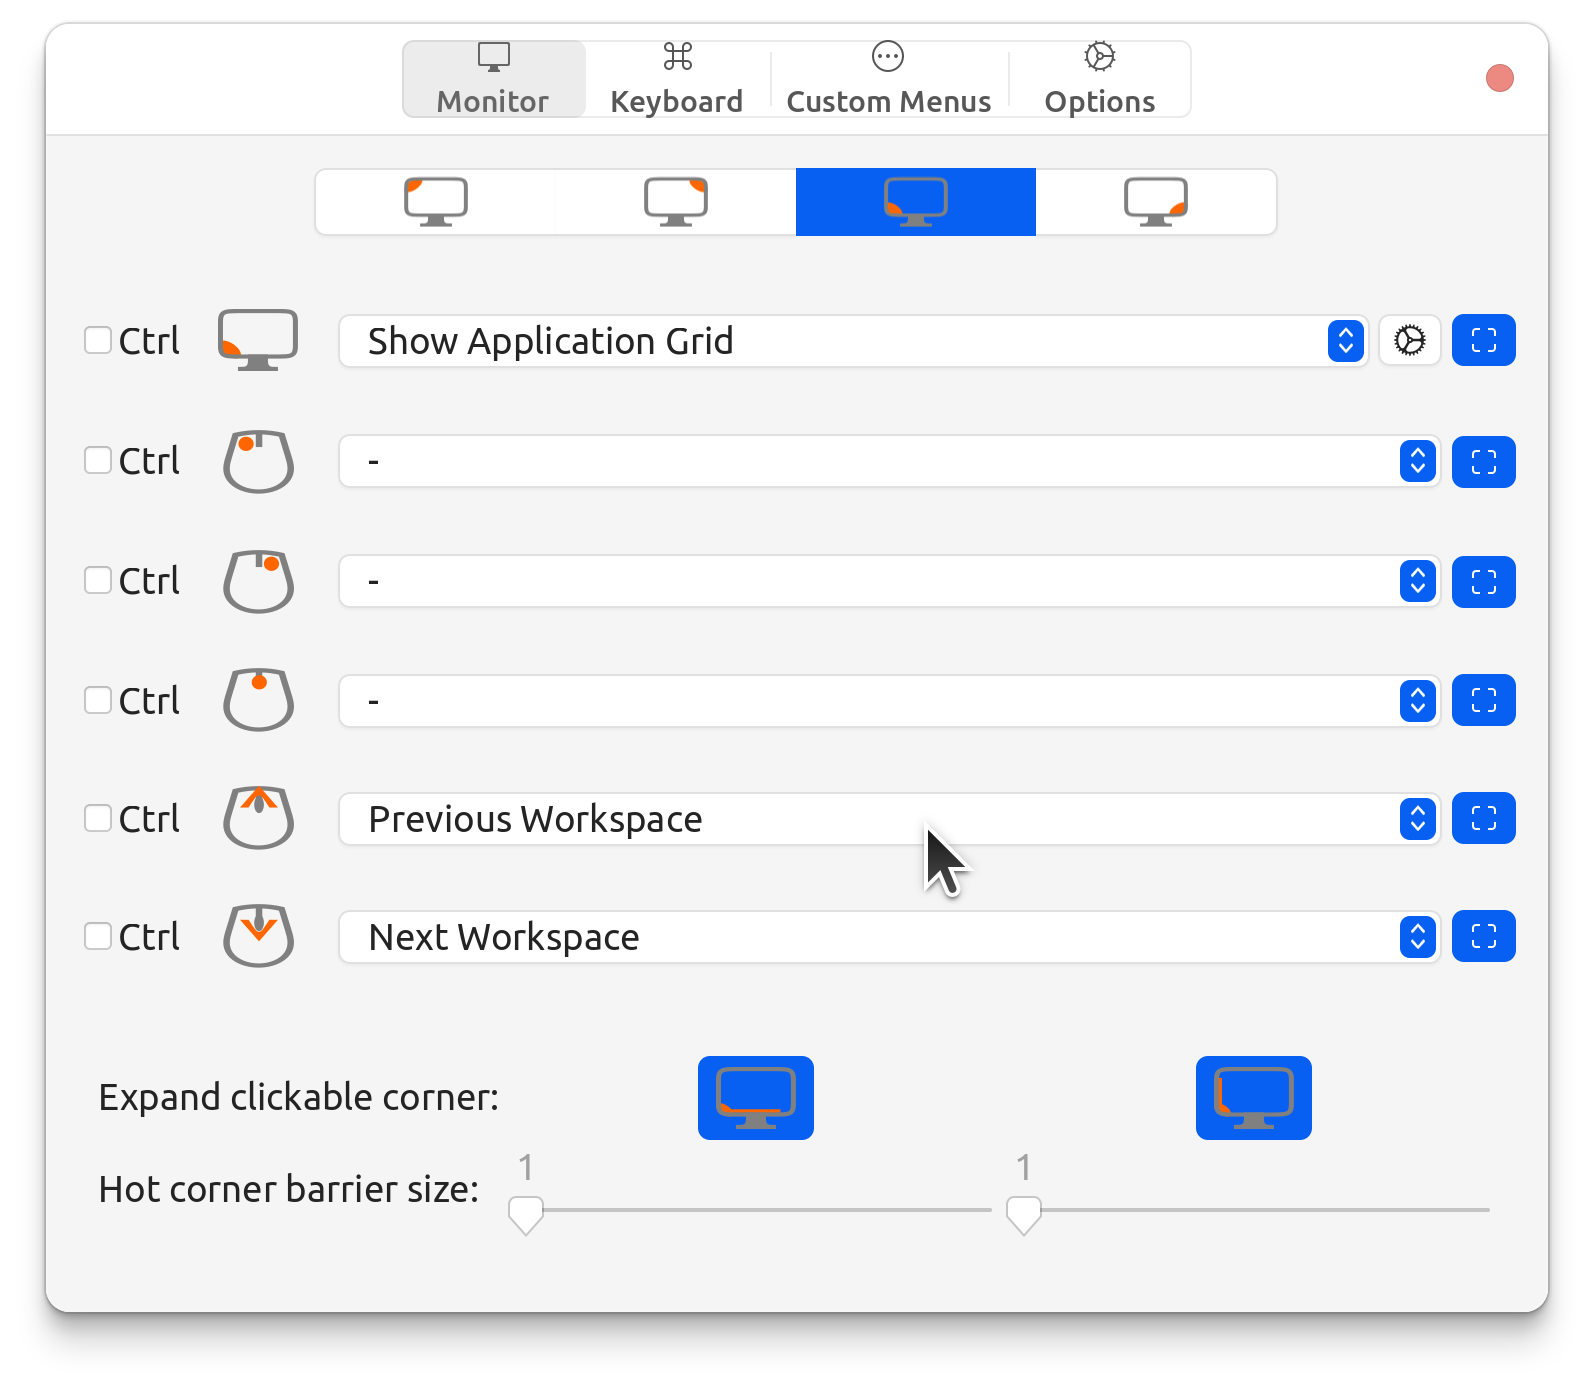 Monitor
Keyboard
Custom Menus
Options
Ctrl
Show Application Grid
Ctrl
-
Ctrl
-
Ctrl
-
Ctrl
Previous Workspace
Ctrl
Next Workspace
Expand clickable corner:
Hot corner barrier size:
1
1